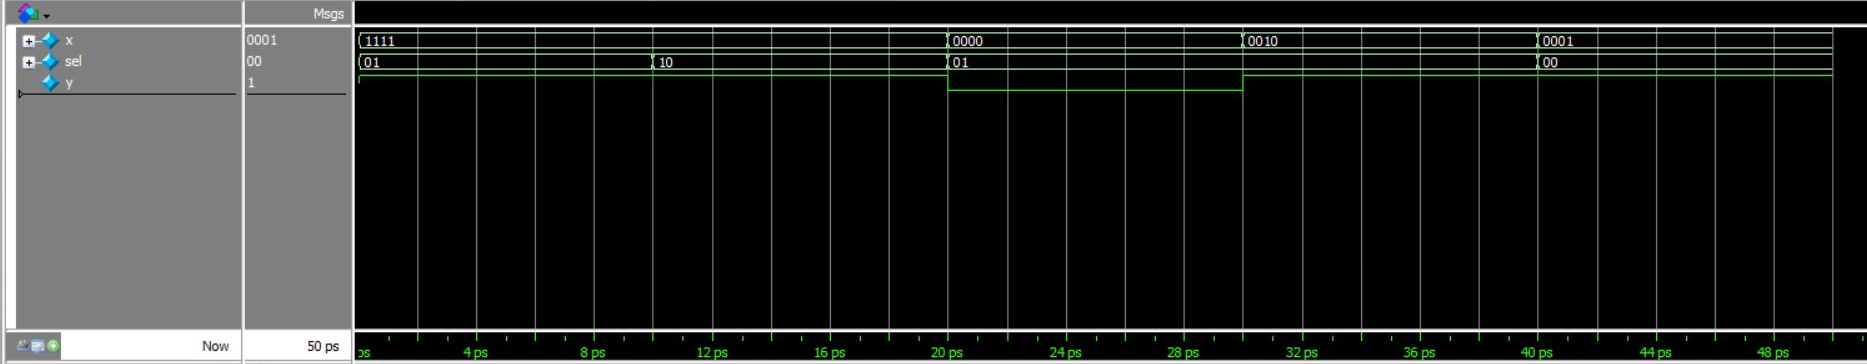 Msgs
x 0001 1111 0000 0010 0001
sel 00 01 10 01 00
y 1
Now 50 ps ps 4 ps 8 ps 12 ps 16 ps 20 ps 24 ps 28 ps 32 ps 36 ps 40 ps 44 ps 48 ps